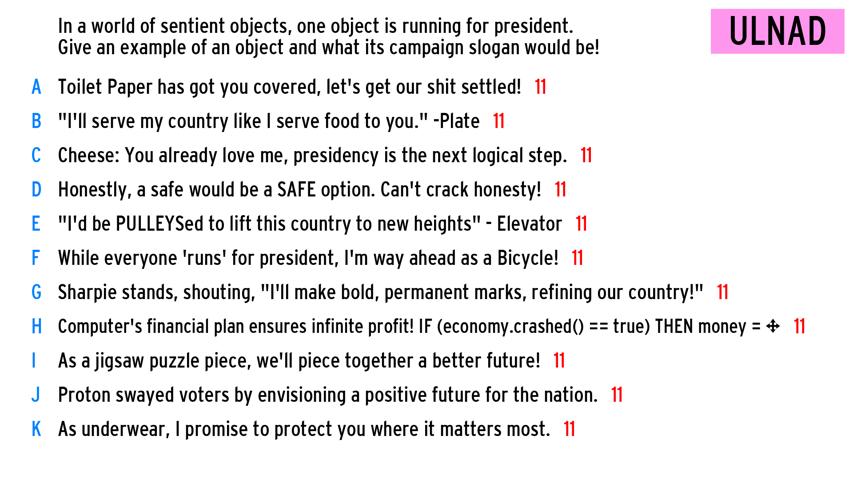 In a world of sentient objects, one object is running for president.
Give an example of an object and what its campaign slogan would be!
ULNAD
A Toilet Paper has got you covered, let's get our shit settled! 11
B "I'll serve my country like I serve food to you." -Plate 11
C Cheese: You already love me, presidency is the next logical step. 11
D Honestly, a safe would be a SAFE option. Can't crack honesty! 11
E "I'd be PULLEYSed to lift this country to new heights" - Elevator 11
F While everyone 'runs' for president, I'm way ahead as a Bicycle! 11
G Sharpie stands, shouting, "I'll make bold, permanent marks, refining our country!" 11
H Computer's financial plan ensures infinite profit! IF (economy.crashed() == true) THEN money = ✢ 11
I As a jigsaw puzzle piece, we'll piece together a better future! 11
J Proton swayed voters by envisioning a positive future for the nation. 11
K As underwear, I promise to protect you where it matters most. 11